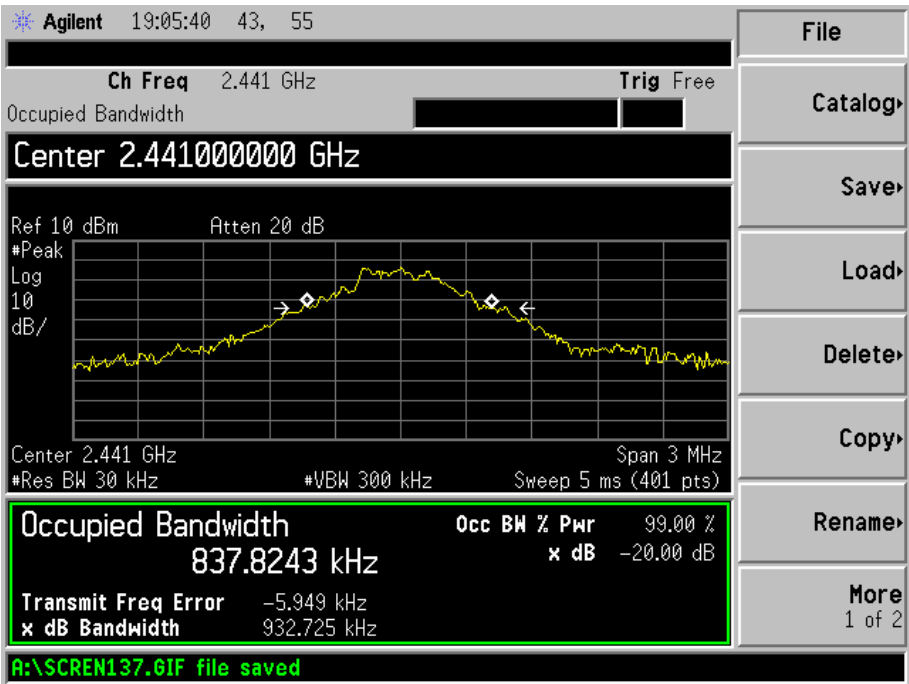 Agilent 19:05:40 43, 55
Ch Freq 2.441 GHz Trig Free
Occupied Bandwidth
Center 2.441000000 GHz
Ref 10 dBm Atten 20 dB
#Peak
Log
10
dB/
Center 2.441 GHz Span 3 MHz
#Res BW 30 kHz #VBW 300 kHz Sweep 5 ms (401 pts)
Occupied Bandwidth
837.8243 kHz
Occ BW % Pwr 99.00 %
x dB -20.00 dB
Transmit Freq Error -5.949 kHz
x dB Bandwidth 932.725 kHz
A:\SCREN137.GIF file saved
File
Catalog
Save
Load
Delete
Copy
Rename
More
1 of 2